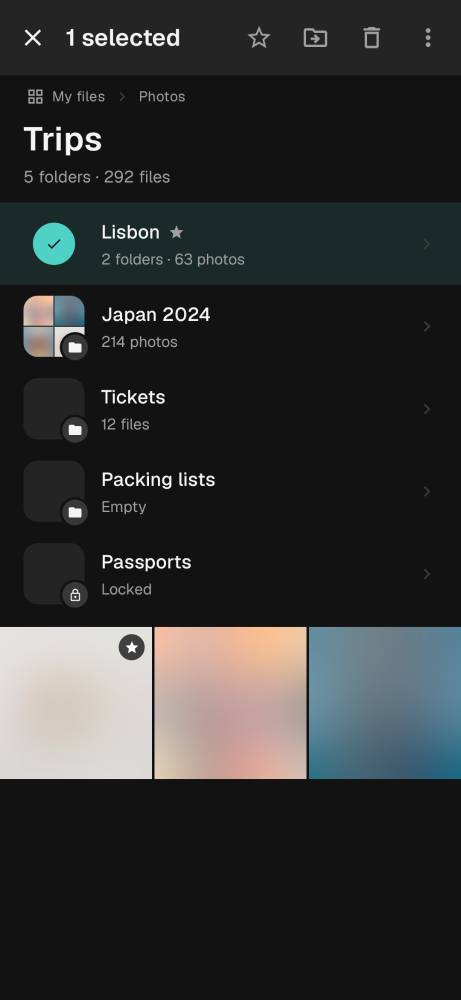 1 selected
My files
Photos
Trips
5 folders · 292 files
Lisbon
2 folders · 63 photos
Japan 2024
214 photos
Tickets
12 files
Packing lists
Empty
Passports
Locked